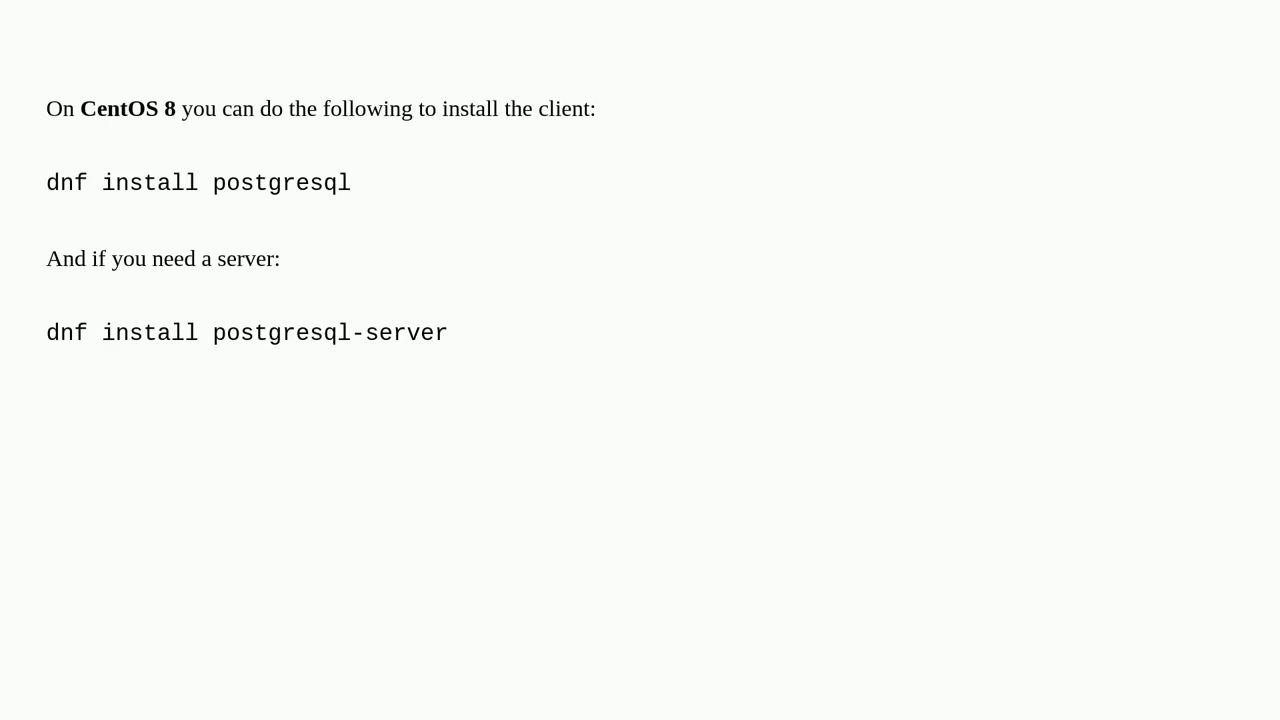 On CentOS 8 you can do the following to install the client:
dnf install postgresql
And if you need a server:
dnf install postgresql-server